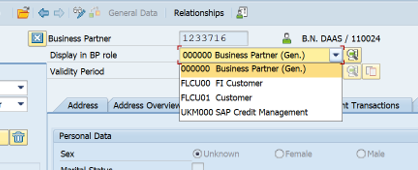 General Data Relationships
Business Partner 1233716 B.N. DAAS / 110024
Display in BP role 000000 Business Partner (Gen.)
000000 Business Partner (Gen.)
FLCU00 FI Customer
FLCU01 Customer
UKM000 SAP Credit Management
Validity Period
Address Address Overview nt Transactions
Personal Data
Sex Unknown Female Male
Marital Status